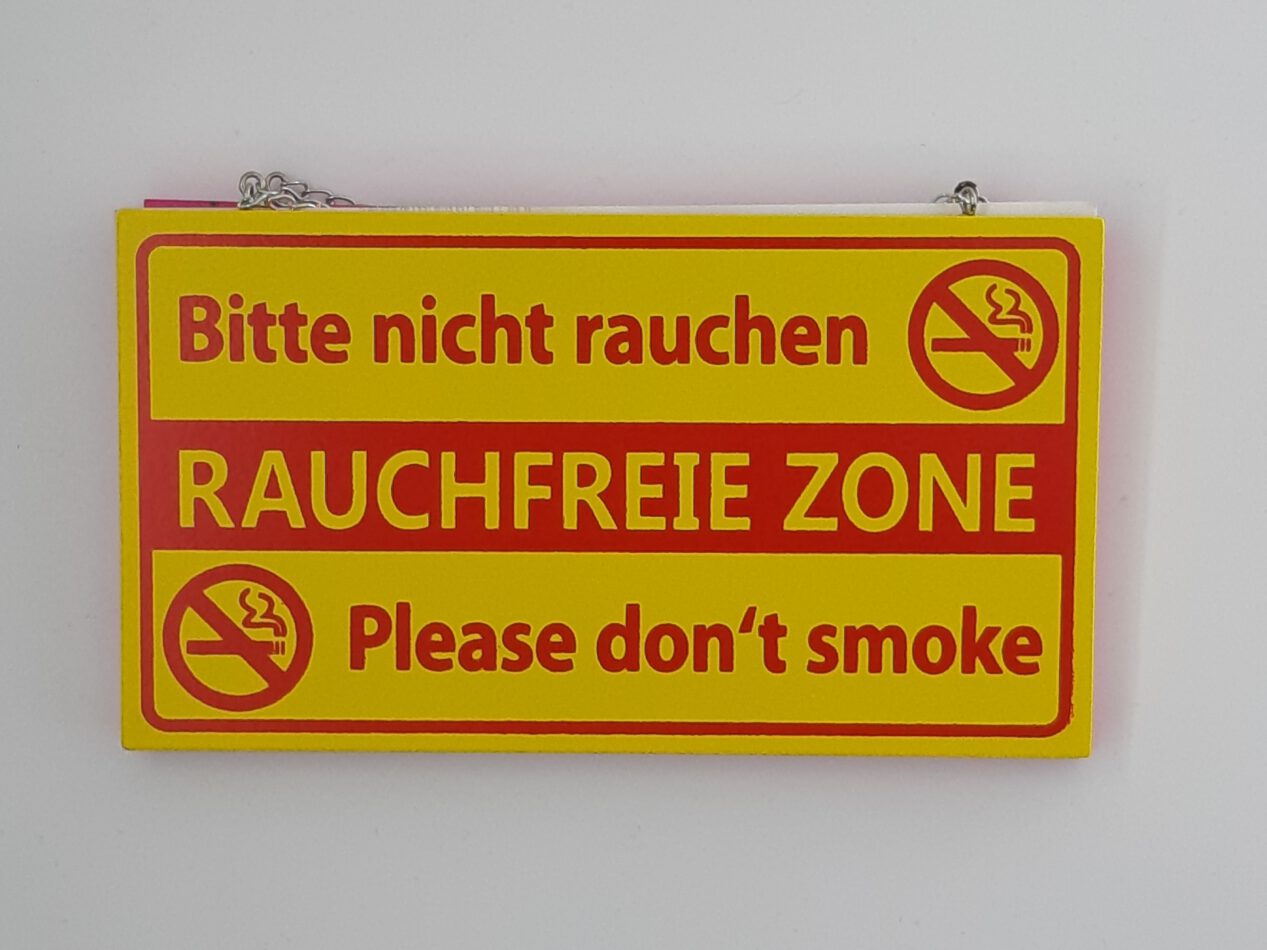 Bitte nicht rauchen
RAUCHFREIE ZONE
Please don‘t smoke